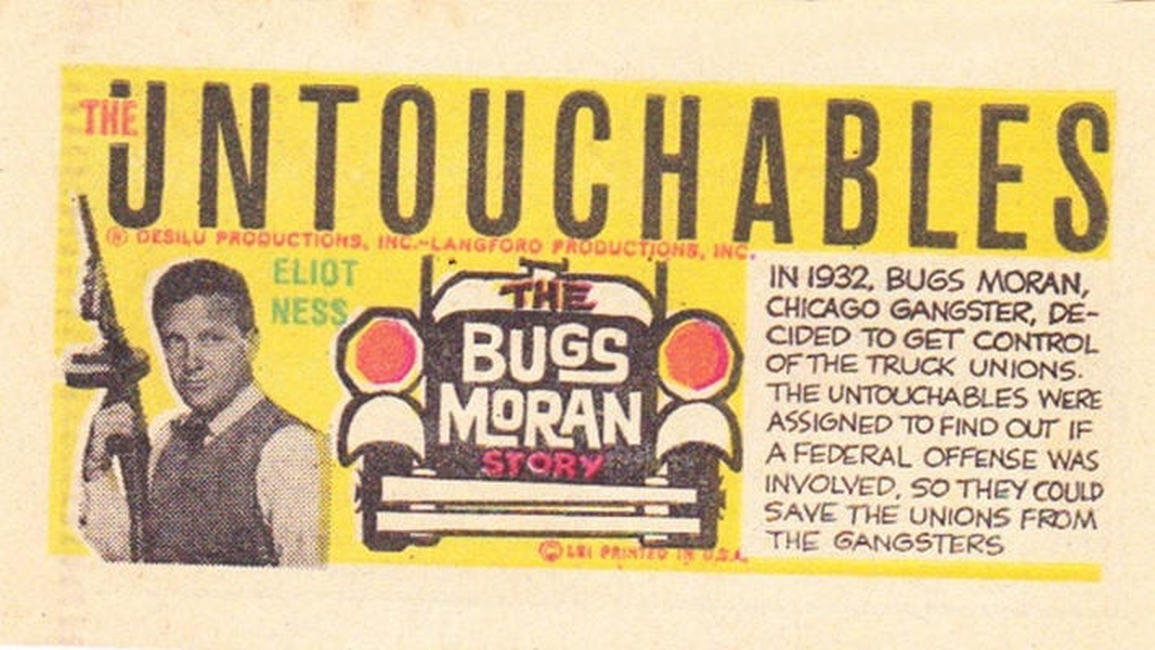 THE UNTOUCHABLES
® DESILU PRODUCTIONS, INC.-LANGFORD PRODUCTIONS, INC.
ELIOT
NESS
THE
BUGS
MORAN
STORY
IN 1932, BUGS MORAN,
CHICAGO GANGSTER, DE-
CIDED TO GET CONTROL
OF THE TRUCK UNIONS.
THE UNTOUCHABLES WERE
ASSIGNED TO FIND OUT IF
A FEDERAL OFFENSE WAS
INVOLVED, SO THEY COULD
SAVE THE UNIONS FROM
THE GANGSTERS
© LBI PRINTED IN U.S.A.